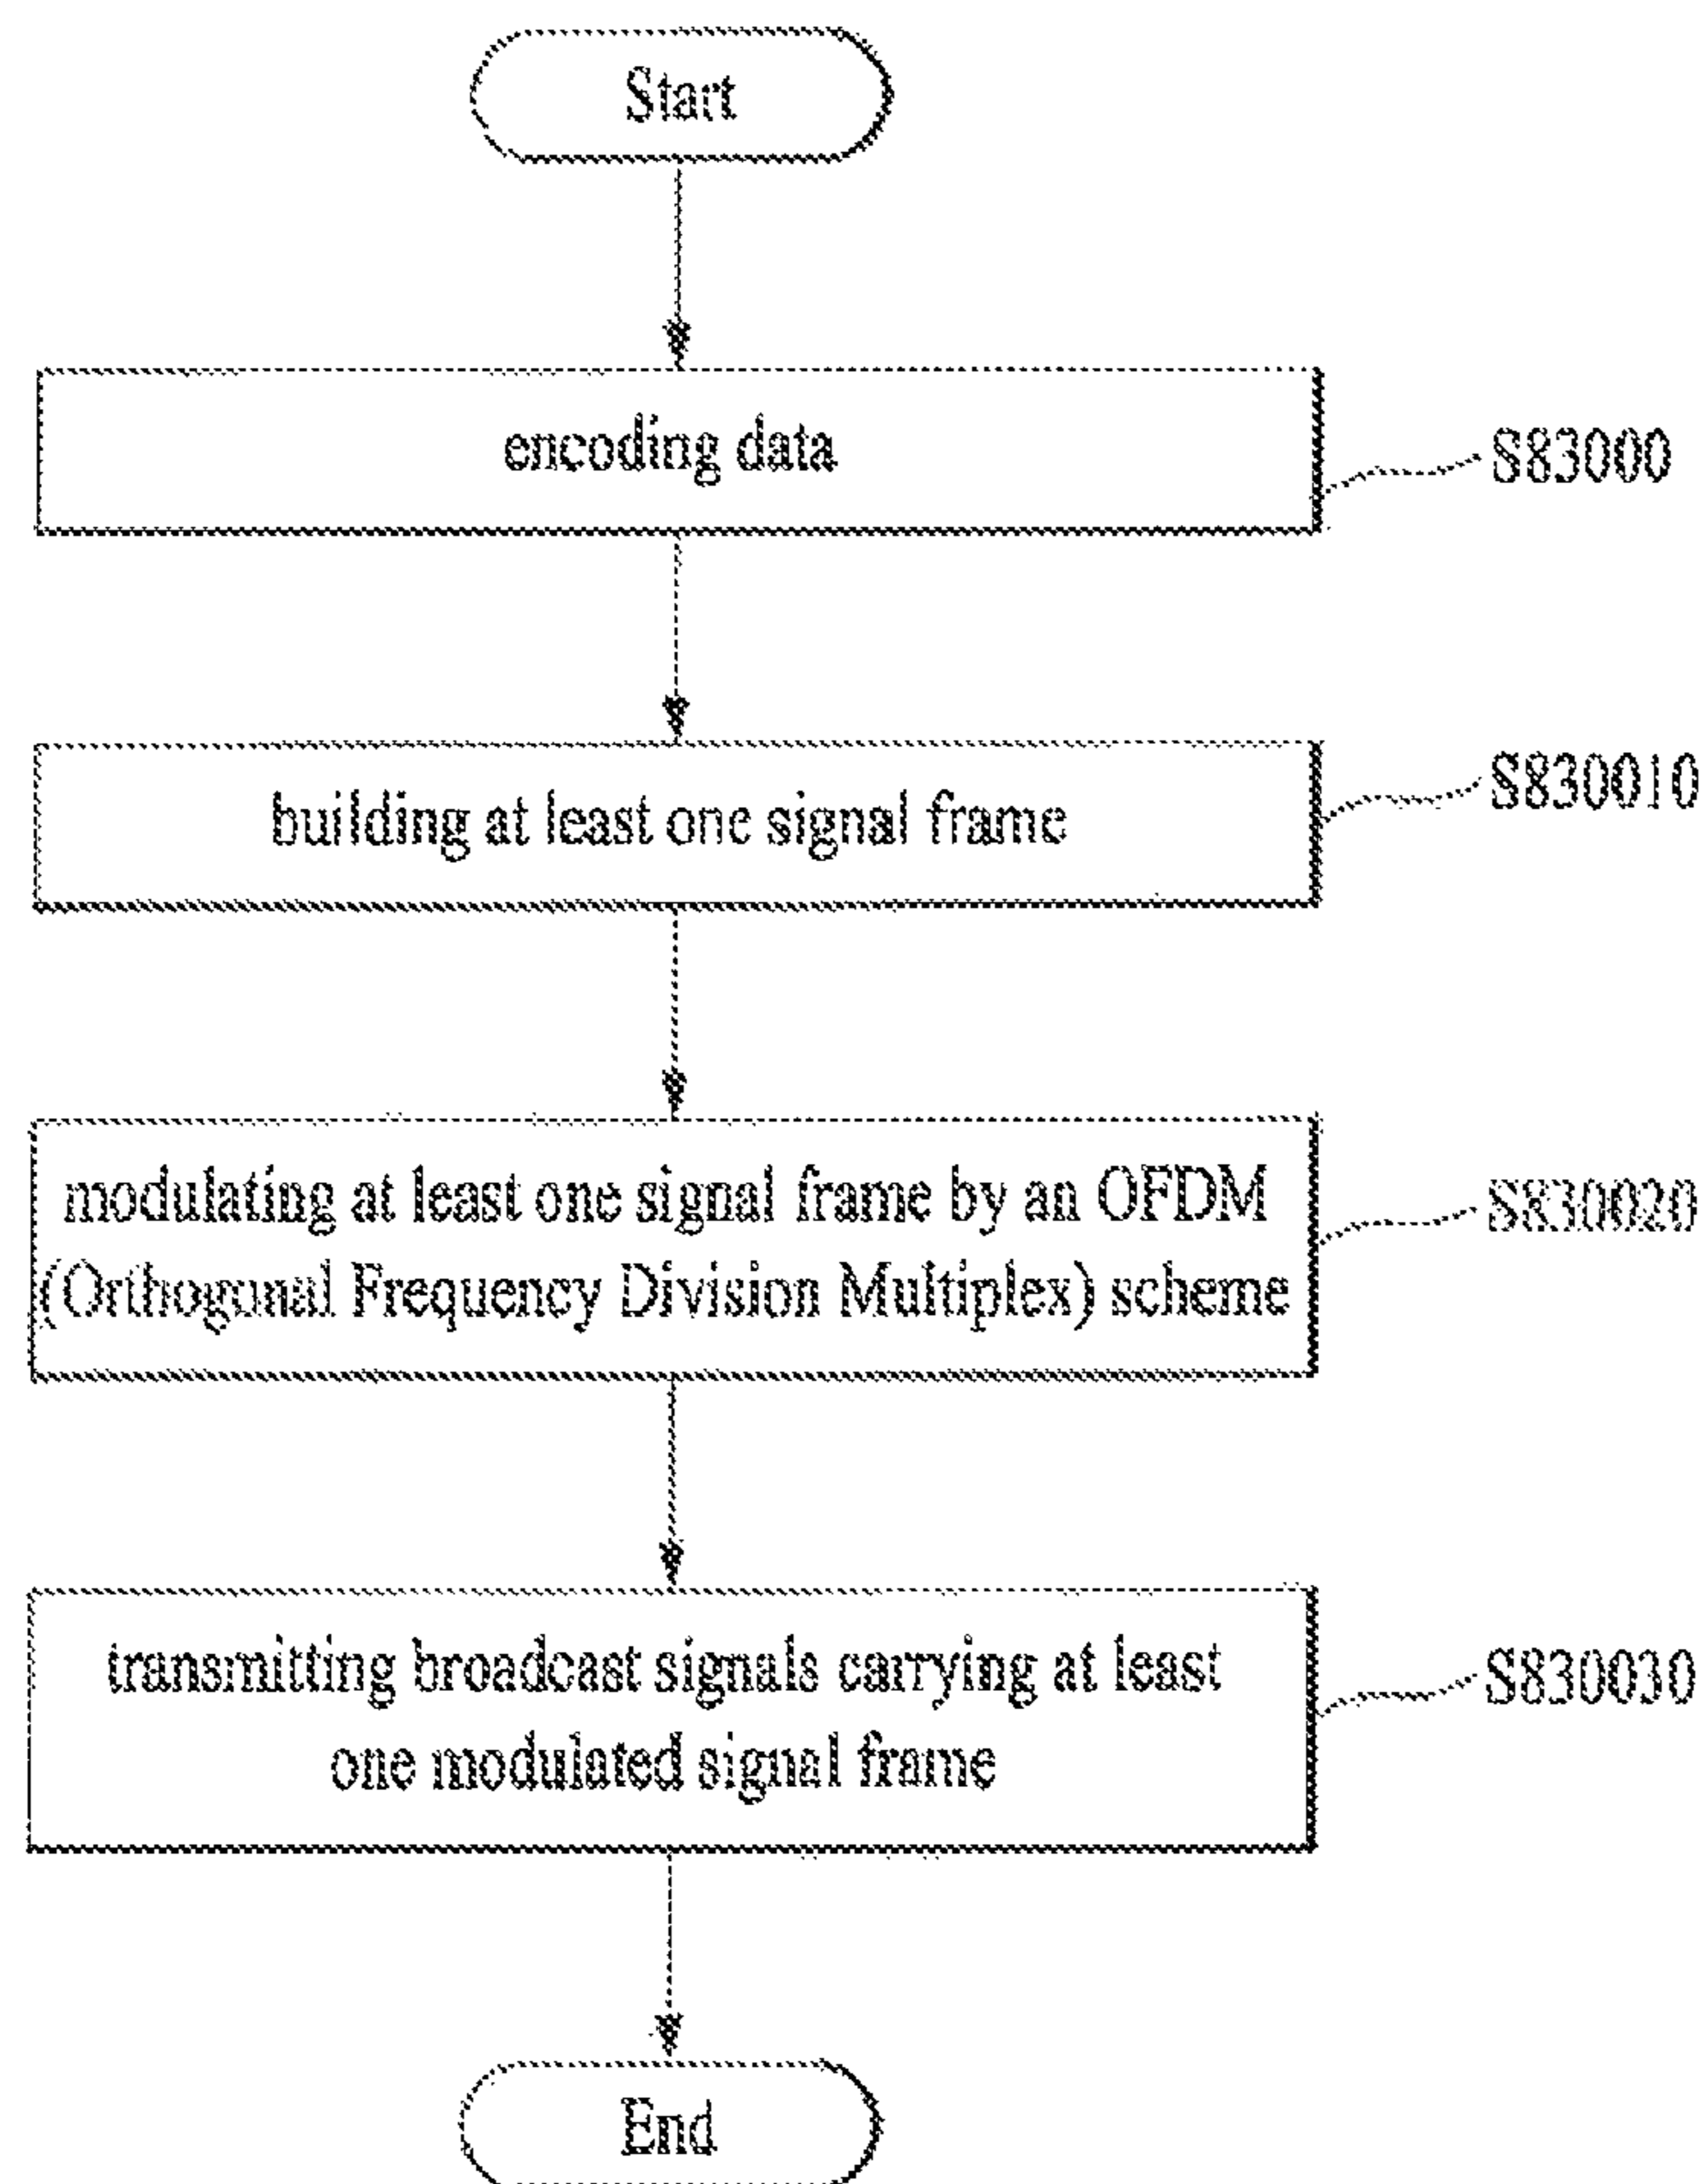 Start
encoding data
S83000
building at least one signal frame
S830010
modulating at least one signal frame by an OFDM
(Orthogonal Frequency Division Multiplex) scheme
S830020
transmitting broadcast signals carrying at least
one modulated signal frame
S830030
End